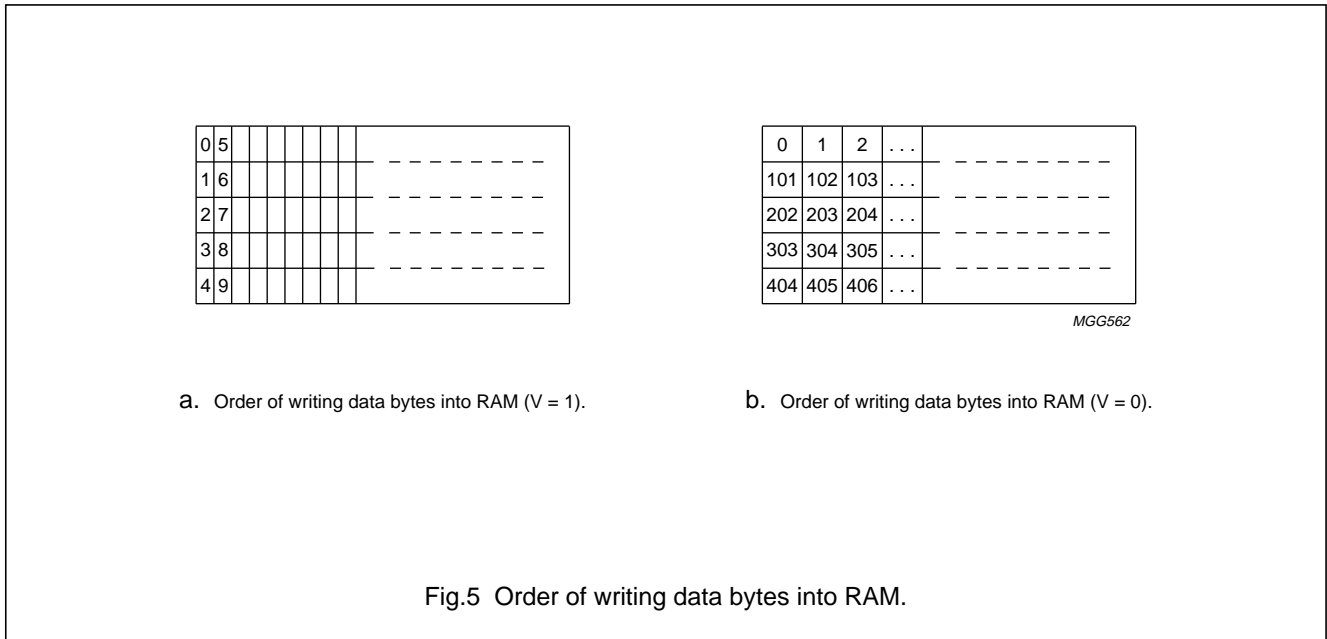 0 5
1 6
2 7
3 8
4 9
0 1 2 ...
101 102 103 ...
202 203 204 ...
303 304 305 ...
404 405 406 ...
MGG562
a. Order of writing data bytes into RAM (V = 1).
b. Order of writing data bytes into RAM (V = 0).
Fig.5 Order of writing data bytes into RAM.